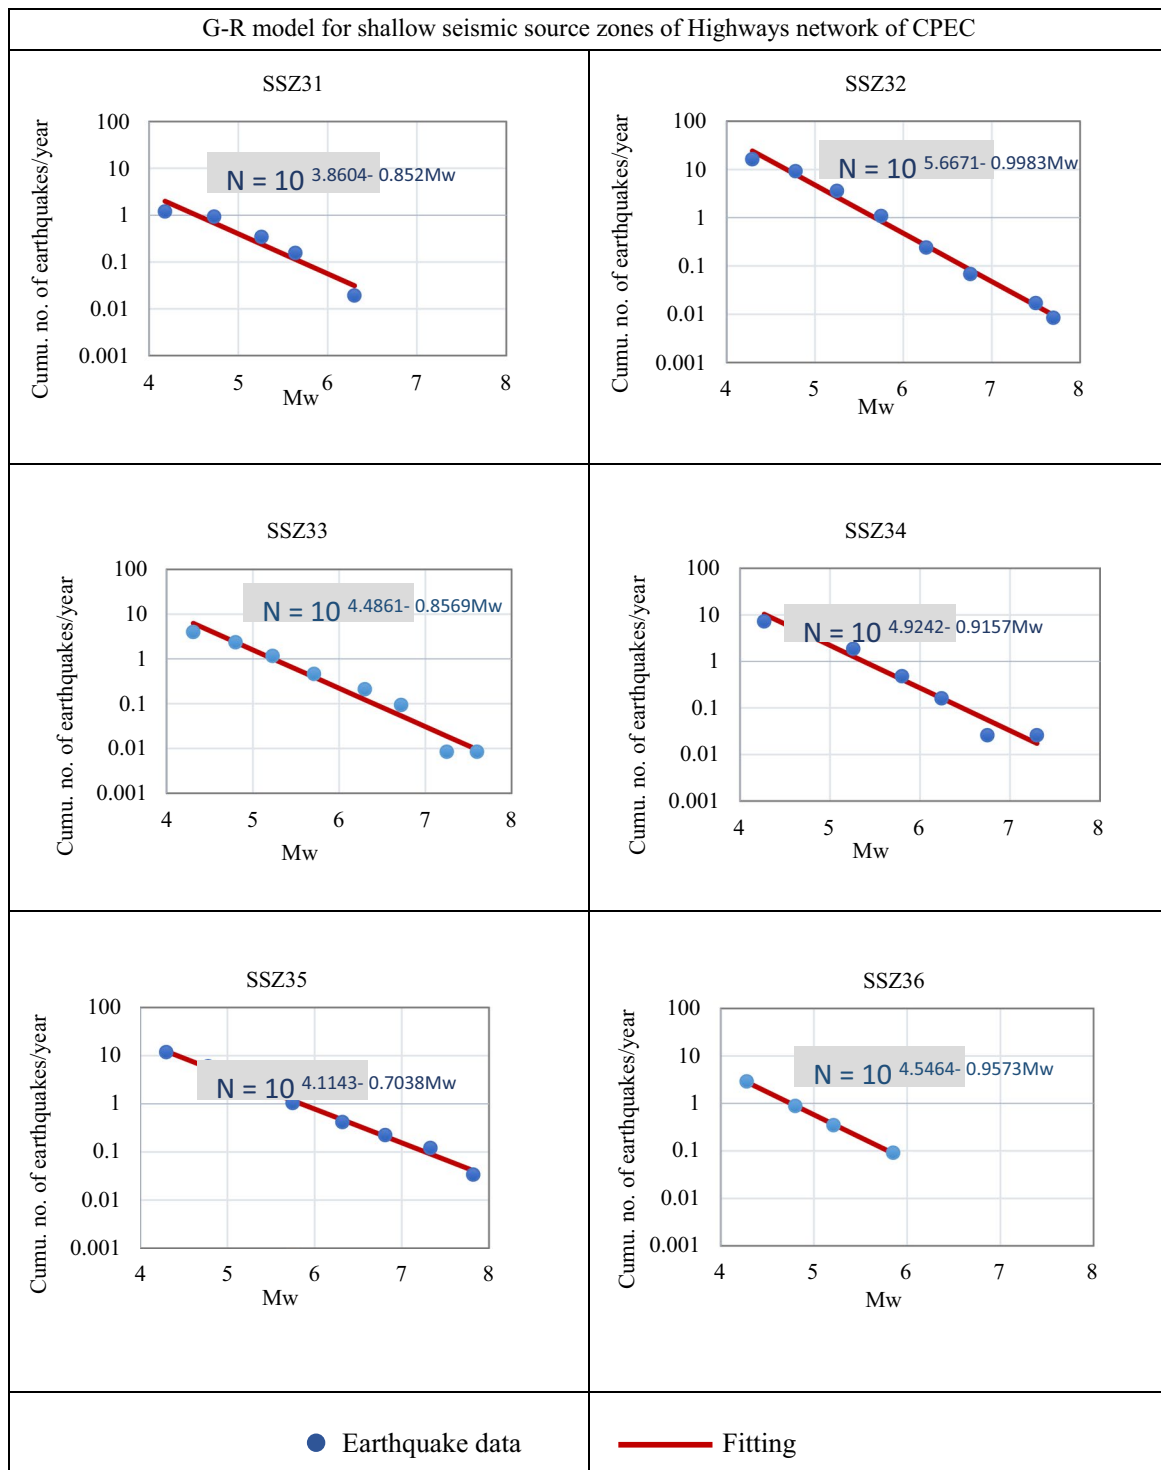 G-R model for shallow seismic source zones of Highways network of CPEC
SSZ31
Cumu. no. of earthquakes/year
100
10
1
0.1
0.01
0.001
N = 10 3.8604- 0.852Mw
4 5 6 7 8
Mw
SSZ32
Cumu. no. of earthquakes/year
100
10
1
0.1
0.01
0.001
N = 10 5.6671- 0.9983Mw
4 5 6 7 8
Mw
SSZ33
Cumu. no. of earthquakes/year
100
10
1
0.1
0.01
0.001
N = 10 4.4861- 0.8569Mw
4 5 6 7 8
Mw
SSZ34
Cumu. no. of earthquakes/year
100
10
1
0.1
0.01
0.001
N = 10 4.9242- 0.9157Mw
4 5 6 7 8
Mw
SSZ35
Cumu. no. of earthquakes/year
100
10
1
0.1
0.01
0.001
N = 10 4.1143- 0.7038Mw
4 5 6 7 8
Mw
SSZ36
Cumu. no. of earthquakes/year
100
10
1
0.1
0.01
0.001
N = 10 4.5464- 0.9573Mw
4 5 6 7 8
Mw
Earthquake data
Fitting